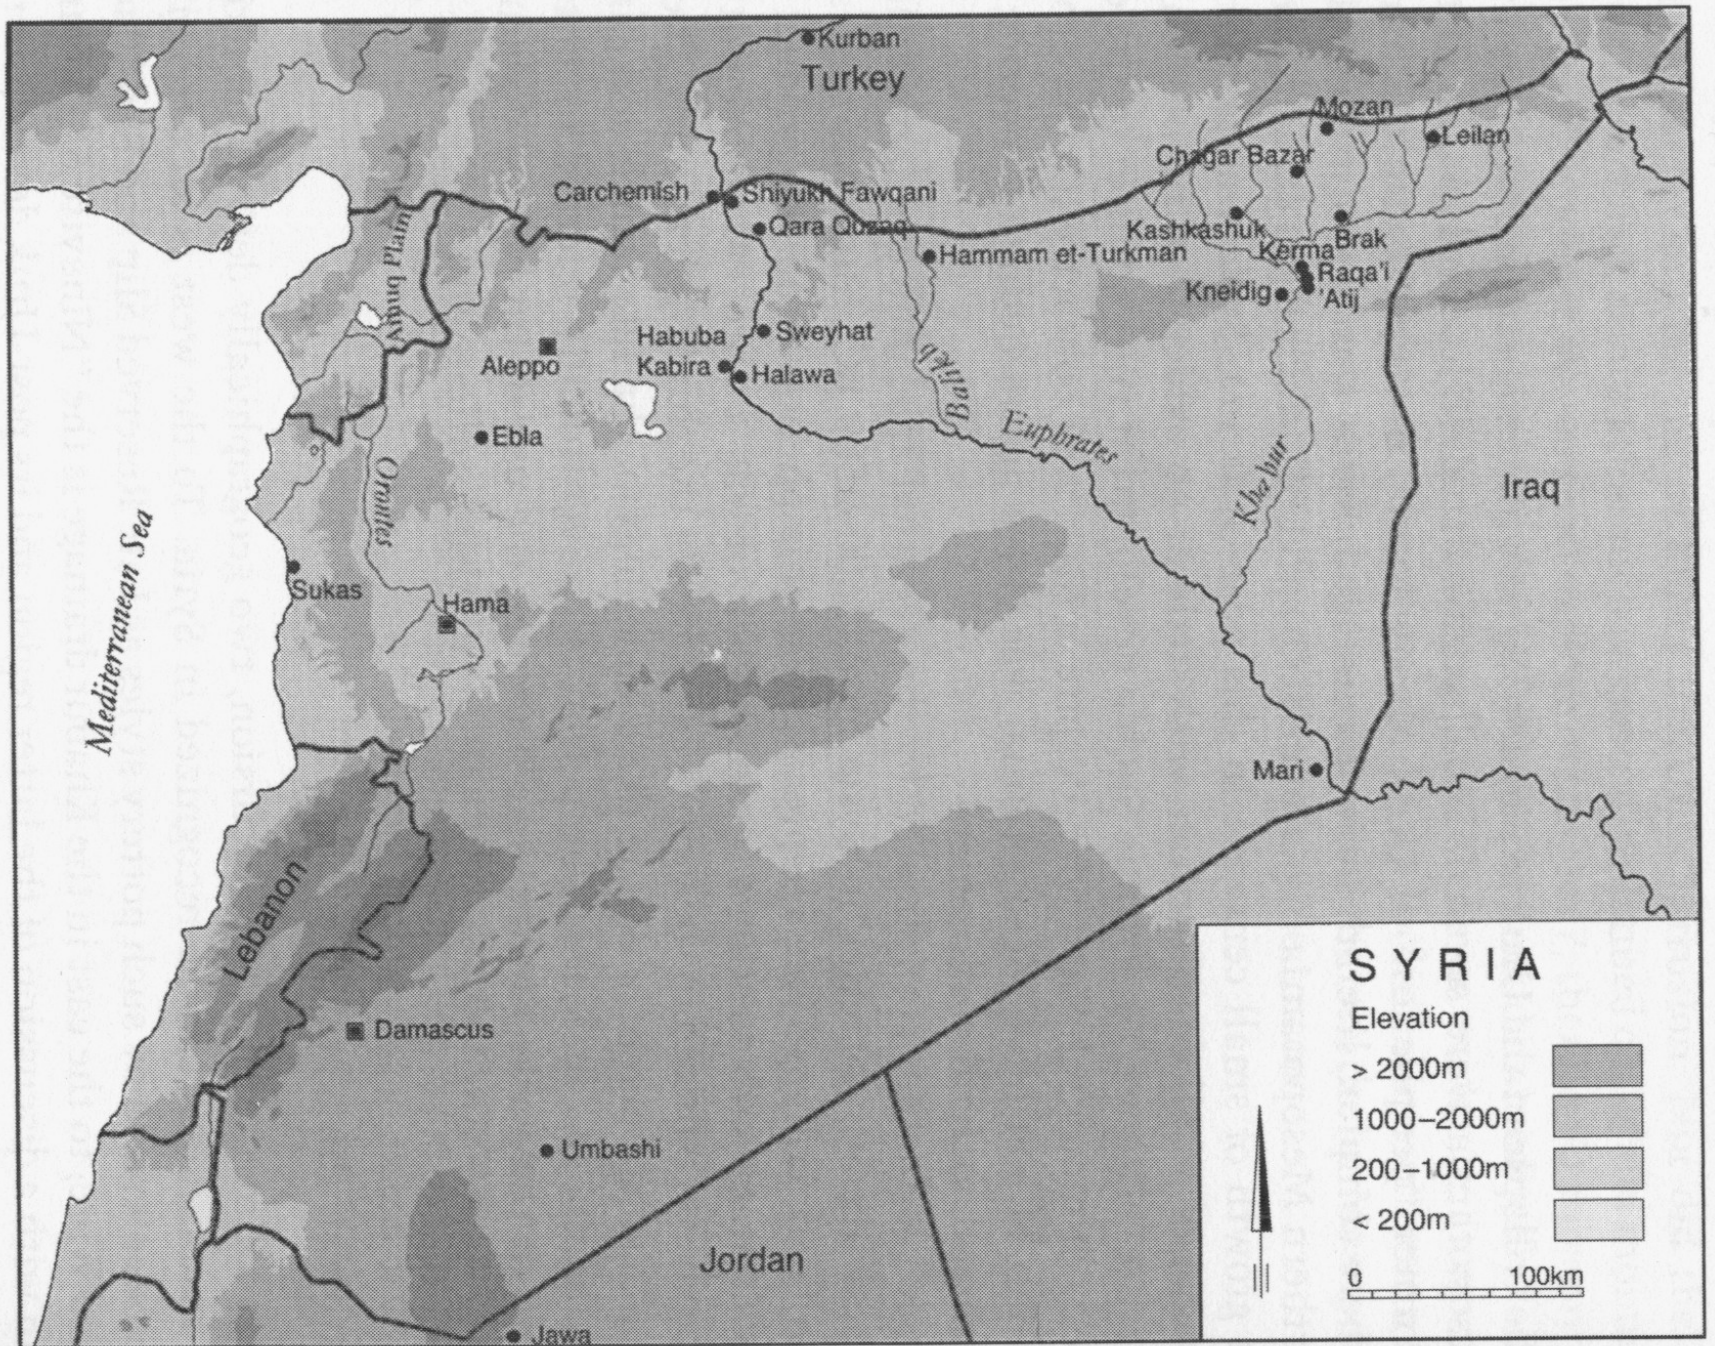 Kurban
Turkey
Mozan
Leilan
Chagar Bazar
Carchemish
Shiyukh Fawqani
Qara Quzaq
Kashkashuk
Brak
Hammam et-Turkman
Kerma
Raqa'i
'Atij
Kneidig
Amuq Plain
Habuba
Kabira
Sweyhat
Halawa
Aleppo
Balikh
Ebla
Euphrates
Khabur
Iraq
Orontes
Mediterranean Sea
Sukas
Hama
Mari
Lebanon
Damascus
Umbashi
Jordan
Jawa
SYRIA
Elevation
> 2000m
1000–2000m
200–1000m
< 200m
0 100km